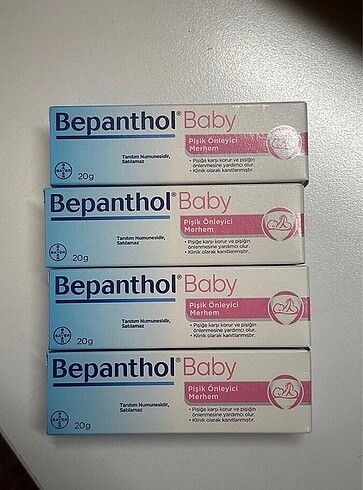 Bepanthol® Baby
Pişik Önleyici
Merhem
• Pişiğe karşı korur ve pişiğin
önlenmesine yardımcı olur.
• Klinik olarak kanıtlanmıştır.
Tanıtım Numunesidir,
Satılamaz
BAYER
20g
Bepanthol® Baby
Pişik Önleyici
Merhem
• Pişiğe karşı korur ve pişiğin
önlenmesine yardımcı olur.
• Klinik olarak kanıtlanmıştır.
Tanıtım Numunesidir,
Satılamaz
BAYER
20g
Bepanthol® Baby
Pişik Önleyici
Merhem
• Pişiğe karşı korur ve pişiğin
önlenmesine yardımcı olur.
• Klinik olarak kanıtlanmıştır.
Tanıtım Numunesidir,
Satılamaz
BAYER
20g
Bepanthol® Baby
Pişik Önleyici
Merhem
• Pişiğe karşı korur ve pişiğin
önlenmesine yardımcı olur.
• Klinik olarak kanıtlanmıştır.
Tanıtım Numunesidir,
Satılamaz
BAYER
20g